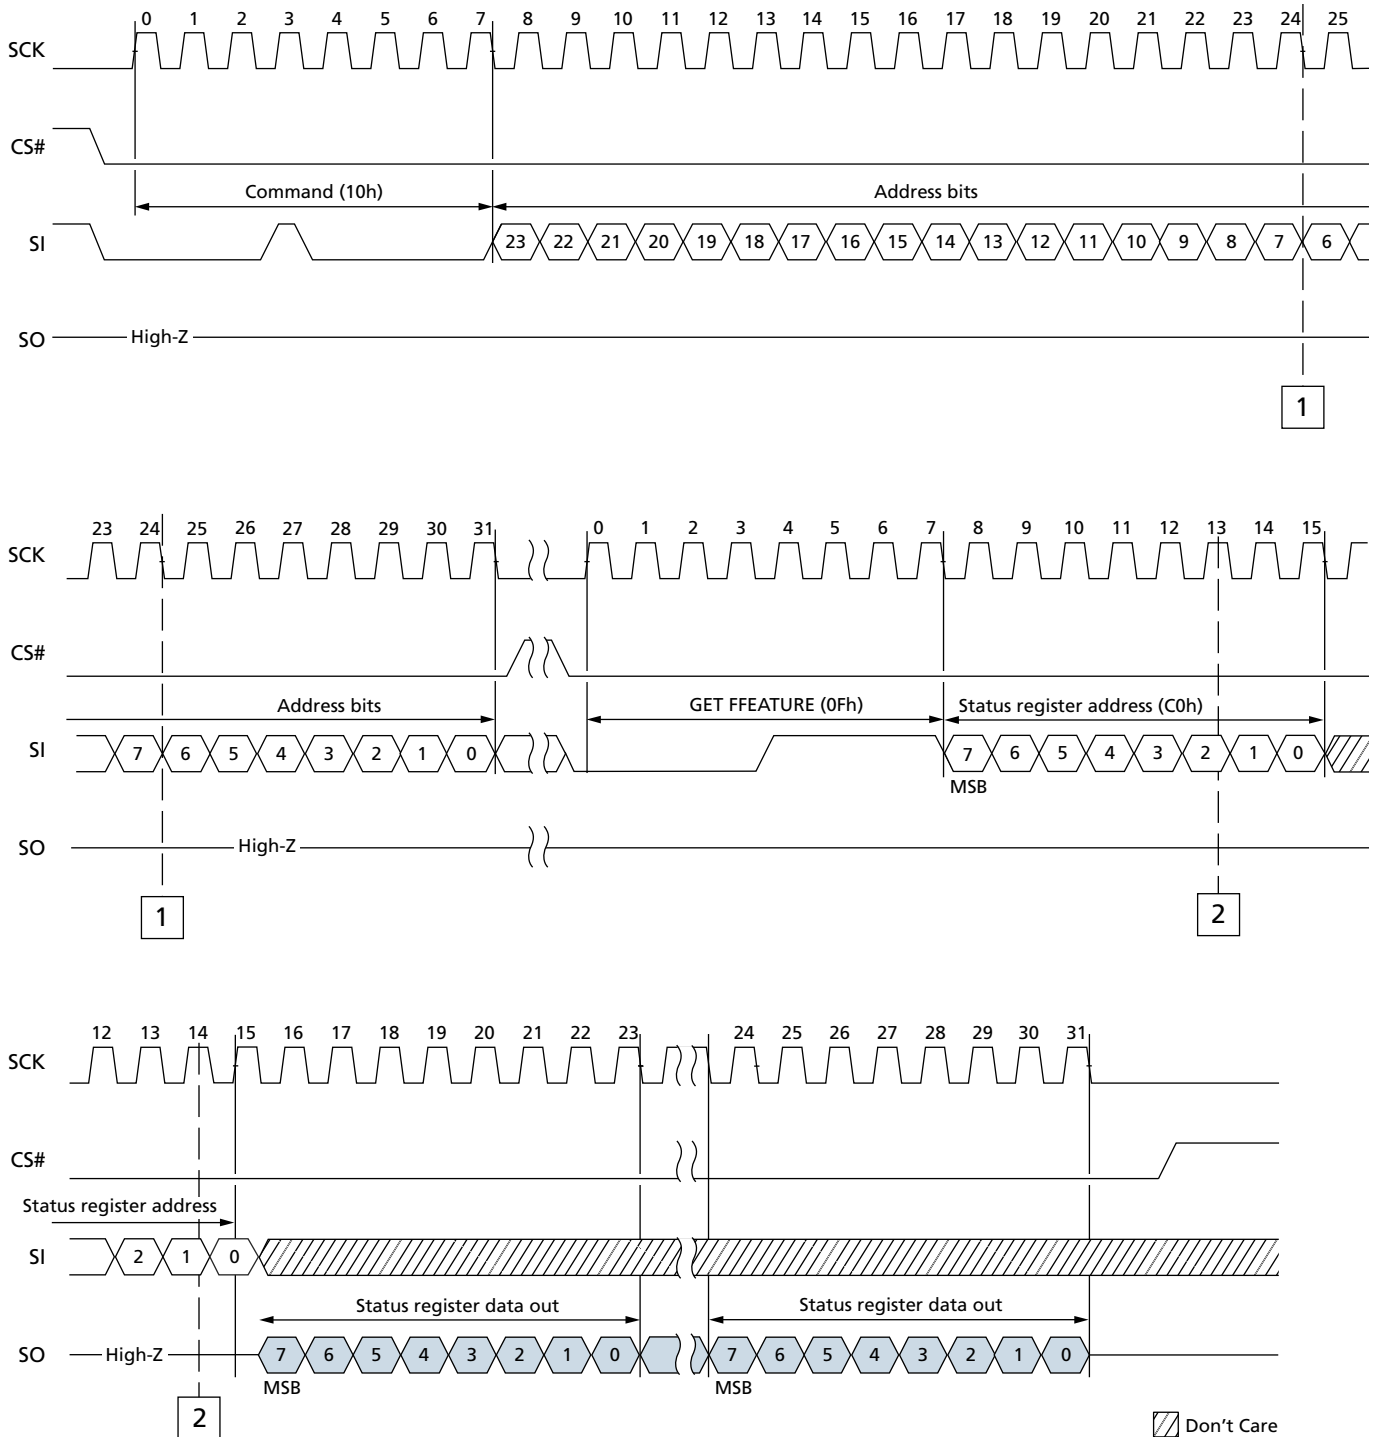 0 1 2 3 4 5 6 7 8 9 10 11 12 13 14 15 16 17 18 19 20 21 22 23 24 25
SCK
CS#
Command (10h) Address bits
SI 23 22 21 20 19 18 17 16 15 14 13 12 11 10 9 8 7 6
SO High-Z
1
23 24 25 26 27 28 29 30 31 0 1 2 3 4 5 6 7 8 9 10 11 12 13 14 15
SCK
CS#
Address bits GET FFEATURE (0Fh) Status register address (C0h)
SI 7 6 5 4 3 2 1 0 7 6 5 4 3 2 1 0
MSB
SO High-Z
1 2
12 13 14 15 16 17 18 19 20 21 22 23 24 25 26 27 28 29 30 31
SCK
CS#
Status register address
SI 2 1 0
Status register data out Status register data out
SO High-Z 7 6 5 4 3 2 1 0 7 6 5 4 3 2 1 0
MSB MSB
2
Don't Care